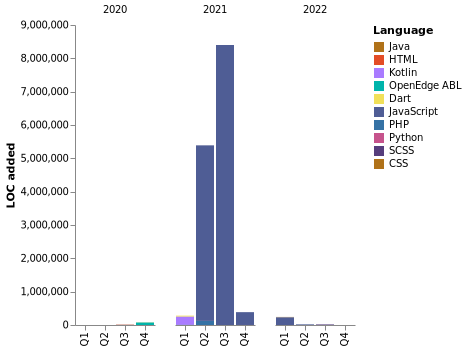 2020 2021 2022
9,000,000
8,000,000
7,000,000
6,000,000
5,000,000
4,000,000
3,000,000
2,000,000
1,000,000
0
LOC added
Q1 Q2 Q3 Q4 Q1 Q2 Q3 Q4 Q1 Q2 Q3 Q4
Language
Java
HTML
Kotlin
OpenEdge ABL
Dart
JavaScript
PHP
Python
SCSS
CSS